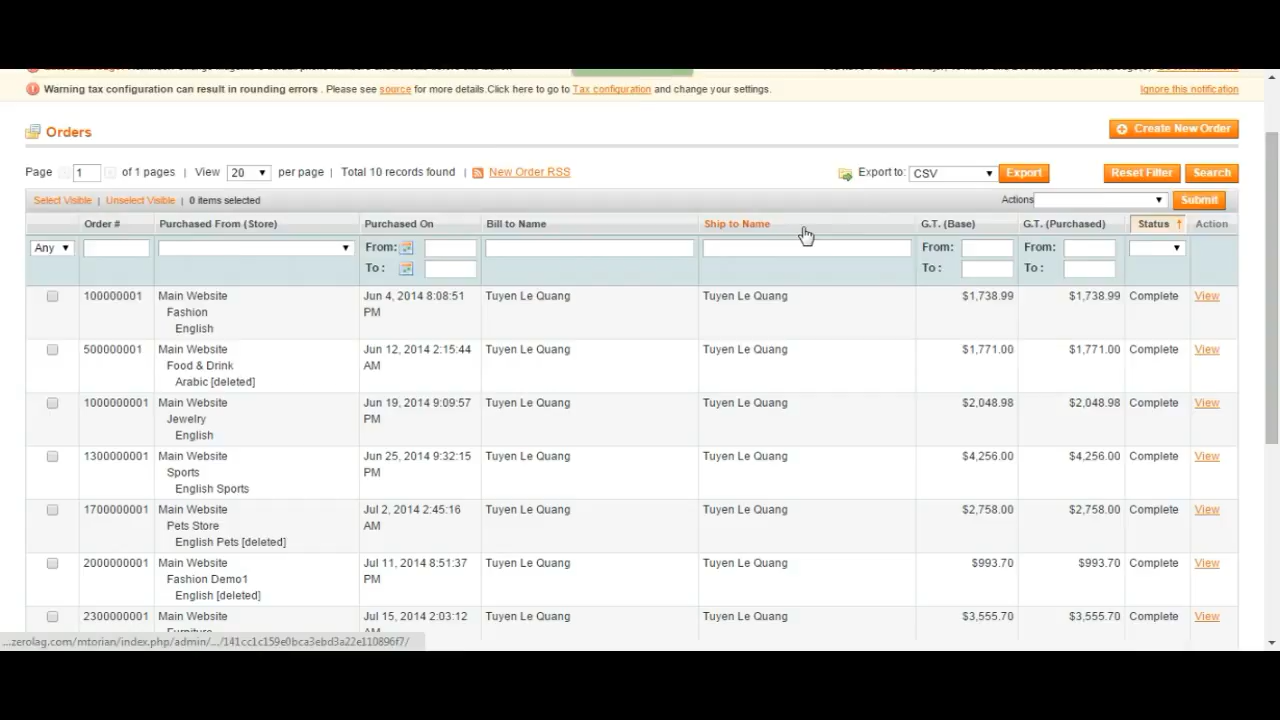 Warning tax configuration can result in rounding errors . Please see source for more details.Click here to go to Tax configuration and change your settings. Ignore this notification
Orders Create New Order
Page 1 of 1 pages | View 20 per page | Total 10 records found | New Order RSS Export to: CSV Export Reset Filter Search
Select Visible | Unselect Visible | 0 items selected Actions Submit
Order # Purchased From (Store) Purchased On Bill to Name Ship to Name G.T. (Base) G.T. (Purchased) Status Action
Any From: From: From:
To : To : To :
100000001 Main Website Jun 4, 2014 8:08:51 Tuyen Le Quang Tuyen Le Quang $1,738.99 $1,738.99 Complete View
Fashion PM
English
500000001 Main Website Jun 12, 2014 2:15:44 Tuyen Le Quang Tuyen Le Quang $1,771.00 $1,771.00 Complete View
Food & Drink AM
Arabic [deleted]
1000000001 Main Website Jun 19, 2014 9:09:57 Tuyen Le Quang Tuyen Le Quang $2,048.98 $2,048.98 Complete View
Jewelry PM
English
1300000001 Main Website Jun 25, 2014 9:32:15 Tuyen Le Quang Tuyen Le Quang $4,256.00 $4,256.00 Complete View
Sports PM
English Sports
1700000001 Main Website Jul 2, 2014 2:45:16 Tuyen Le Quang Tuyen Le Quang $2,758.00 $2,758.00 Complete View
Pets Store AM
English Pets [deleted]
2000000001 Main Website Jul 11, 2014 8:51:37 Tuyen Le Quang Tuyen Le Quang $993.70 $993.70 Complete View
Fashion Demo1 PM
English [deleted]
2300000001 Main Website Jul 15, 2014 2:03:12 Tuyen Le Quang Tuyen Le Quang $3,555.70 $3,555.70 Complete View
Furniture AM
...zerolag.com/mtorian/index.php/admin/.../141cc1c159e0bca3ebd3a22e110896f7/